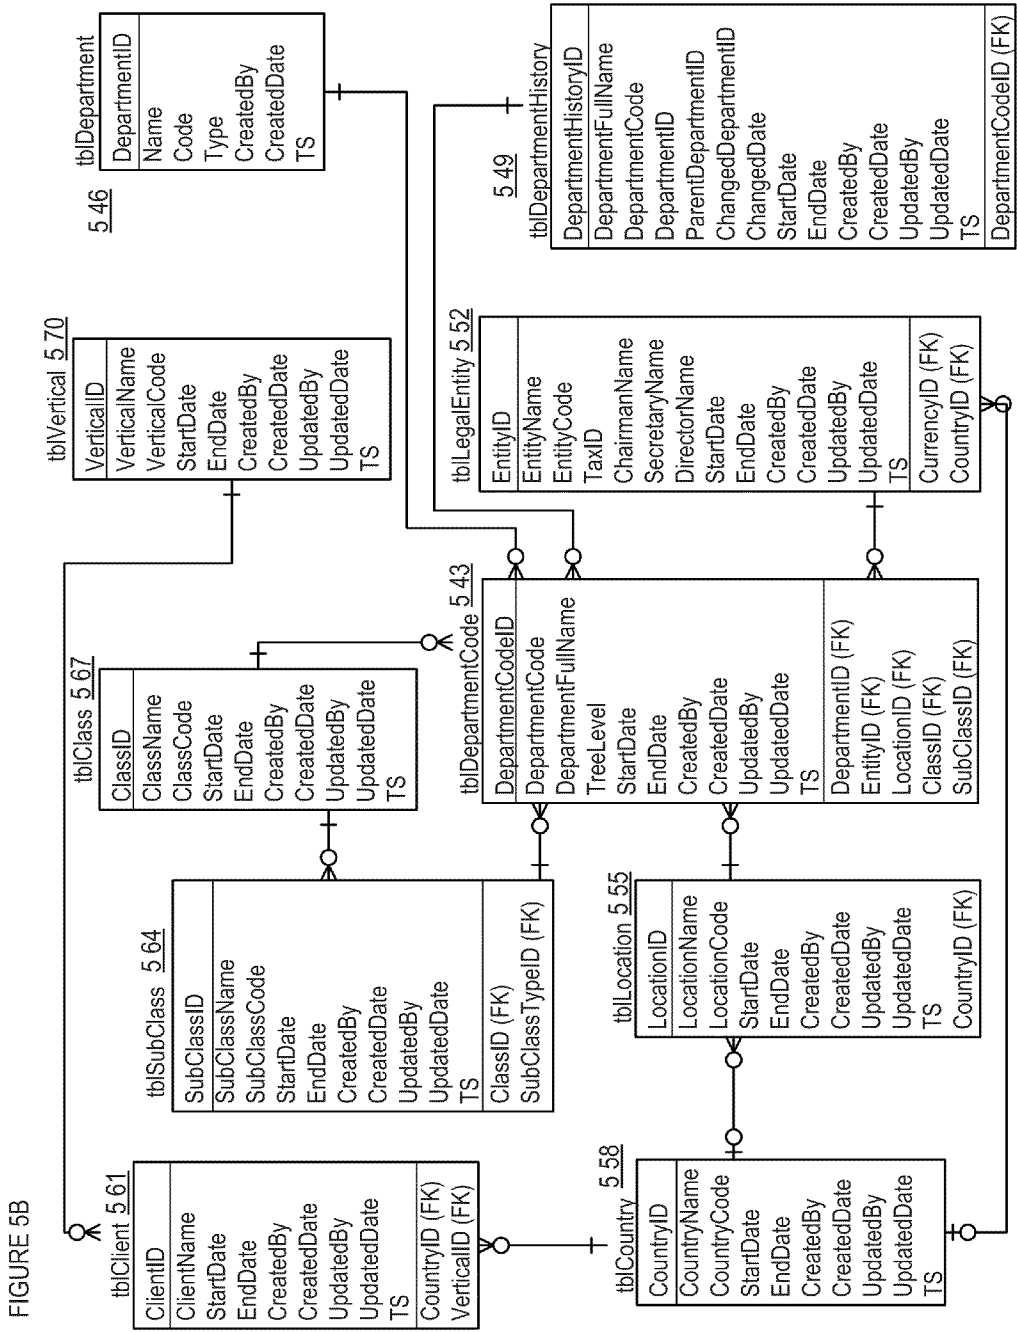 FIGURE 5B
tblClient 5 61
ClientID
ClientName
StartDate
EndDate
CreatedBy
CreatedDate
UpdatedBy
UpdatedDate
TS
CountryID (FK)
VerticalID (FK)
tblSubClass 5 64
SubClassID
SubClassName
SubClassCode
StartDate
EndDate
CreatedBy
CreatedDate
UpdatedBy
UpdatedDate
TS
ClassID (FK)
SubClassTypeID (FK)
tblClass 5 67
ClassID
ClassName
ClassCode
StartDate
EndDate
CreatedBy
CreatedDate
UpdatedBy
UpdatedDate
TS
tblVertical 5 70
VerticalID
VerticalName
VerticalCode
StartDate
EndDate
CreatedBy
CreatedDate
UpdatedBy
UpdatedDate
TS
5 46
tblDepartment
DepartmentID
Name
Code
Type
CreatedBy
CreatedDate
TS
5 58
tblCountry
CountryID
CountryName
CountryCode
StartDate
EndDate
CreatedBy
CreatedDate
UpdatedBy
UpdatedDate
TS
tblLocation 5 55
LocationID
LocationName
LocationCode
StartDate
EndDate
CreatedBy
CreatedDate
UpdatedBy
UpdatedDate
TS
CountryID (FK)
tblDepartmentCode 5 43
DepartmentCodeID
DepartmentCode
DepartmentFullName
TreeLevel
StartDate
EndDate
CreatedBy
CreatedDate
UpdatedBy
UpdatedDate
TS
DepartmentID (FK)
EntityID (FK)
LocationID (FK)
ClassID (FK)
SubClassID (FK)
tblLegalEntity 5 52
EntityID
EntityName
EntityCode
TaxID
ChairmanName
SecretaryName
DirectorName
StartDate
EndDate
CreatedBy
CreatedDate
UpdatedBy
UpdatedDate
TS
CurrencyID (FK)
CountryID (FK)
5 49
tblDepartmentHistory
DepartmentHistoryID
DepartmentFullName
DepartmentCode
DepartmentID
ParentDepartmentID
ChangedDepartmentID
ChangedDate
StartDate
EndDate
CreatedBy
CreatedDate
UpdatedBy
UpdatedDate
TS
DepartmentCodeID (FK)